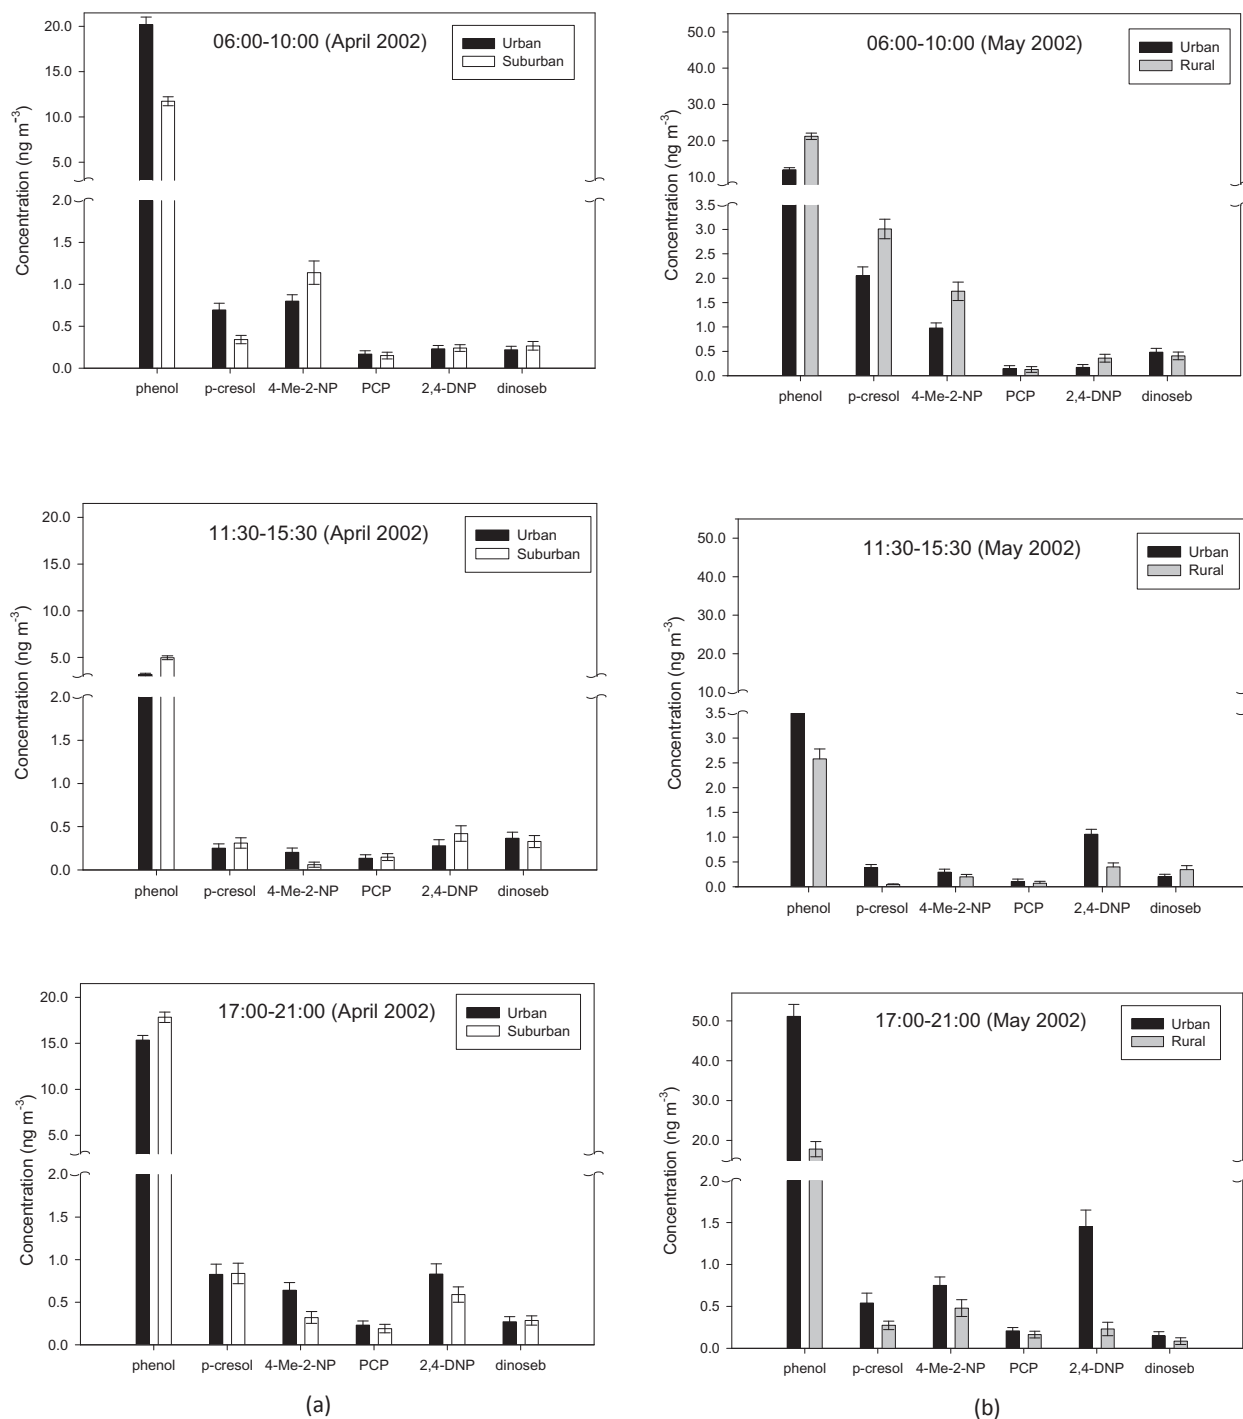 06:00-10:00 (April 2002)
Urban
Suburban
Concentration (ng m-3)
20.0
15.0
10.0
5.0
2.0
1.5
1.0
0.5
0.0
phenol p-cresol 4-Me-2-NP PCP 2,4-DNP dinoseb
06:00-10:00 (May 2002)
Urban
Rural
Concentration (ng m-3)
50.0
40.0
30.0
20.0
10.0
3.5
3.0
2.5
2.0
1.5
1.0
0.5
0.0
phenol p-cresol 4-Me-2-NP PCP 2,4-DNP dinoseb
11:30-15:30 (April 2002)
Urban
Suburban
Concentration (ng m-3)
20.0
15.0
10.0
5.0
2.0
1.5
1.0
0.5
0.0
phenol p-cresol 4-Me-2-NP PCP 2,4-DNP dinoseb
11:30-15:30 (May 2002)
Urban
Rural
Concentration (ng m-3)
50.0
40.0
30.0
20.0
10.0
3.5
3.0
2.5
2.0
1.5
1.0
0.5
0.0
phenol p-cresol 4-Me-2-NP PCP 2,4-DNP dinoseb
17:00-21:00 (April 2002)
Urban
Suburban
Concentration (ng m-3)
20.0
15.0
10.0
5.0
2.0
1.5
1.0
0.5
0.0
phenol p-cresol 4-Me-2-NP PCP 2,4-DNP dinoseb
(a)
17:00-21:00 (May 2002)
Urban
Rural
Concentration (ng m-3)
50.0
40.0
30.0
20.0
2.0
1.5
1.0
0.5
0.0
phenol p-cresol 4-Me-2-NP PCP 2,4-DNP dinoseb
(b)